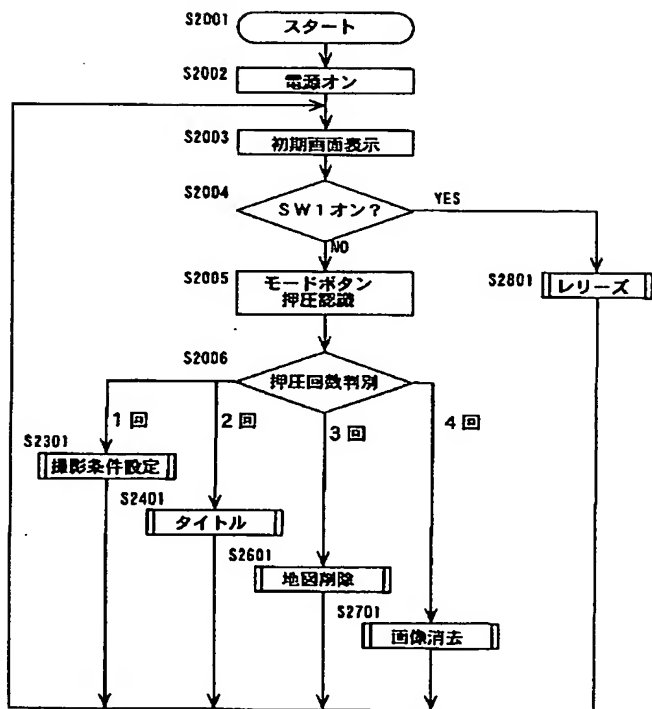 S2001
スタート
S2002
電源オン
S2003
初期画面表示
S2004
SW1オン?
YES
NO
S2005
モードボタン
押圧認識
S2801
レリーズ
S2006
押圧回数判別
1回
2回
3回
4回
S2301
撮影条件設定
S2401
タイトル
S2601
地図削除
S2701
画像消去